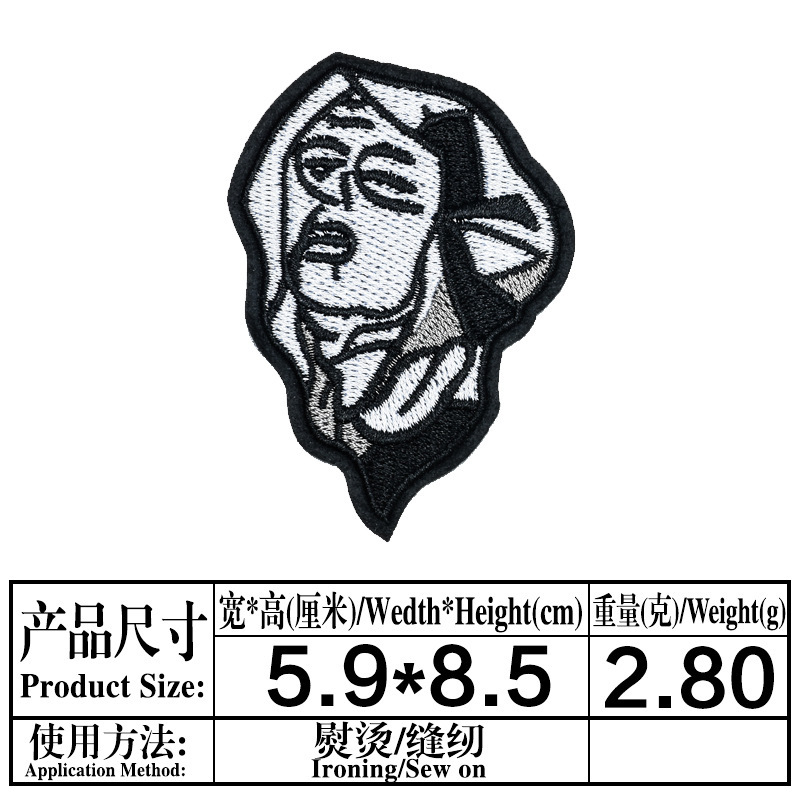 产品尺寸
Product Size:
宽*高(厘米)/Wedth*Height(cm)
重量(克)/Weight(g)
5.9*8.5
2.80
使用方法:
Application Method:
熨烫/缝纫
Ironing/Sew on